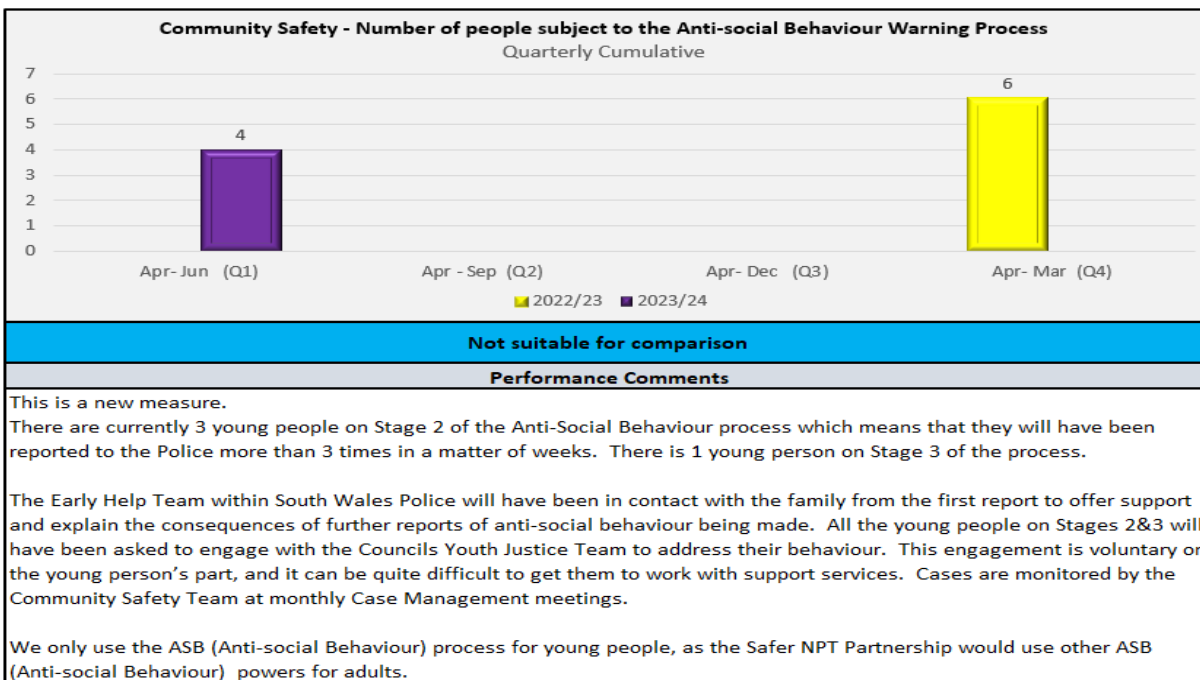 Community Safety - Number of people subject to the Anti-social Behaviour Warning Process
Quarterly Cumulative
7
6
5
4
3
2
1
0
4
6
Apr- Jun (Q1)
Apr - Sep (Q2)
Apr- Dec (Q3)
Apr- Mar (Q4)
2022/23
2023/24
Not suitable for comparison
Performance Comments
This is a new measure.
There are currently 3 young people on Stage 2 of the Anti-Social Behaviour process which means that they will have been
reported to the Police more than 3 times in a matter of weeks. There is 1 young person on Stage 3 of the process.
The Early Help Team within South Wales Police will have been in contact with the family from the first report to offer support
and explain the consequences of further reports of anti-social behaviour being made. All the young people on Stages 2&3 will
have been asked to engage with the Councils Youth Justice Team to address their behaviour. This engagement is voluntary on
the young person's part, and it can be quite difficult to get them to work with support services. Cases are monitored by the
Community Safety Team at monthly Case Management meetings.
We only use the ASB (Anti-social Behaviour) process for young people, as the Safer NPT Partnership would use other ASB
(Anti-social Behaviour) powers for adults.